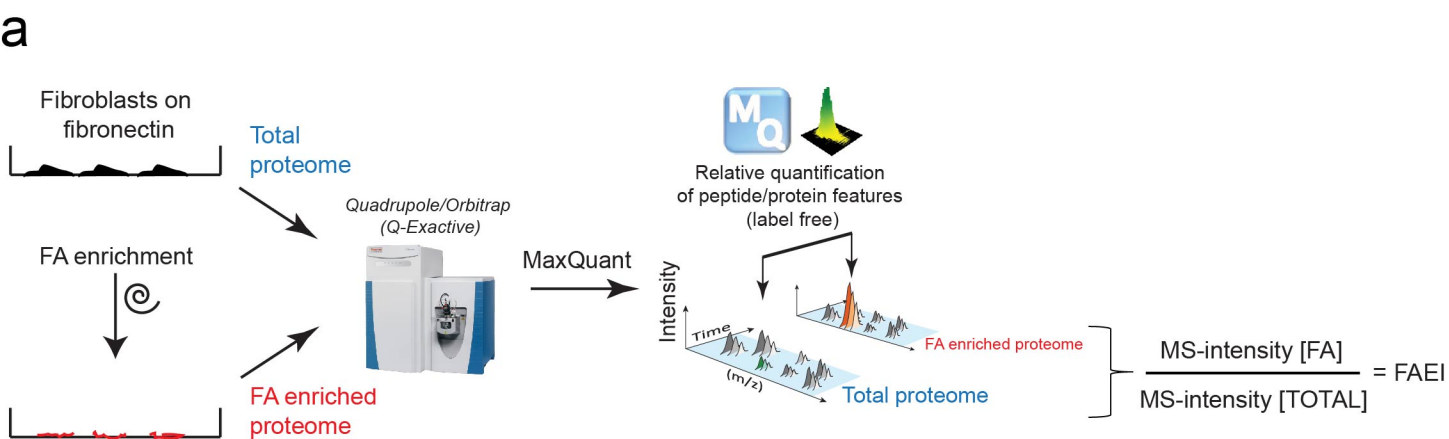 a
Fibroblasts on
fibronectin
Total
proteome
FA enrichment
FA enriched
proteome
Quadrupole/Orbitrap
(Q-Exactive)
MaxQuant
M
Q
Relative quantification
of peptide/protein features
(label free)
Intensity
Time
(m/z)
FA enriched proteome
Total proteome
MS-intensity [FA]
MS-intensity [TOTAL]
= FAEI